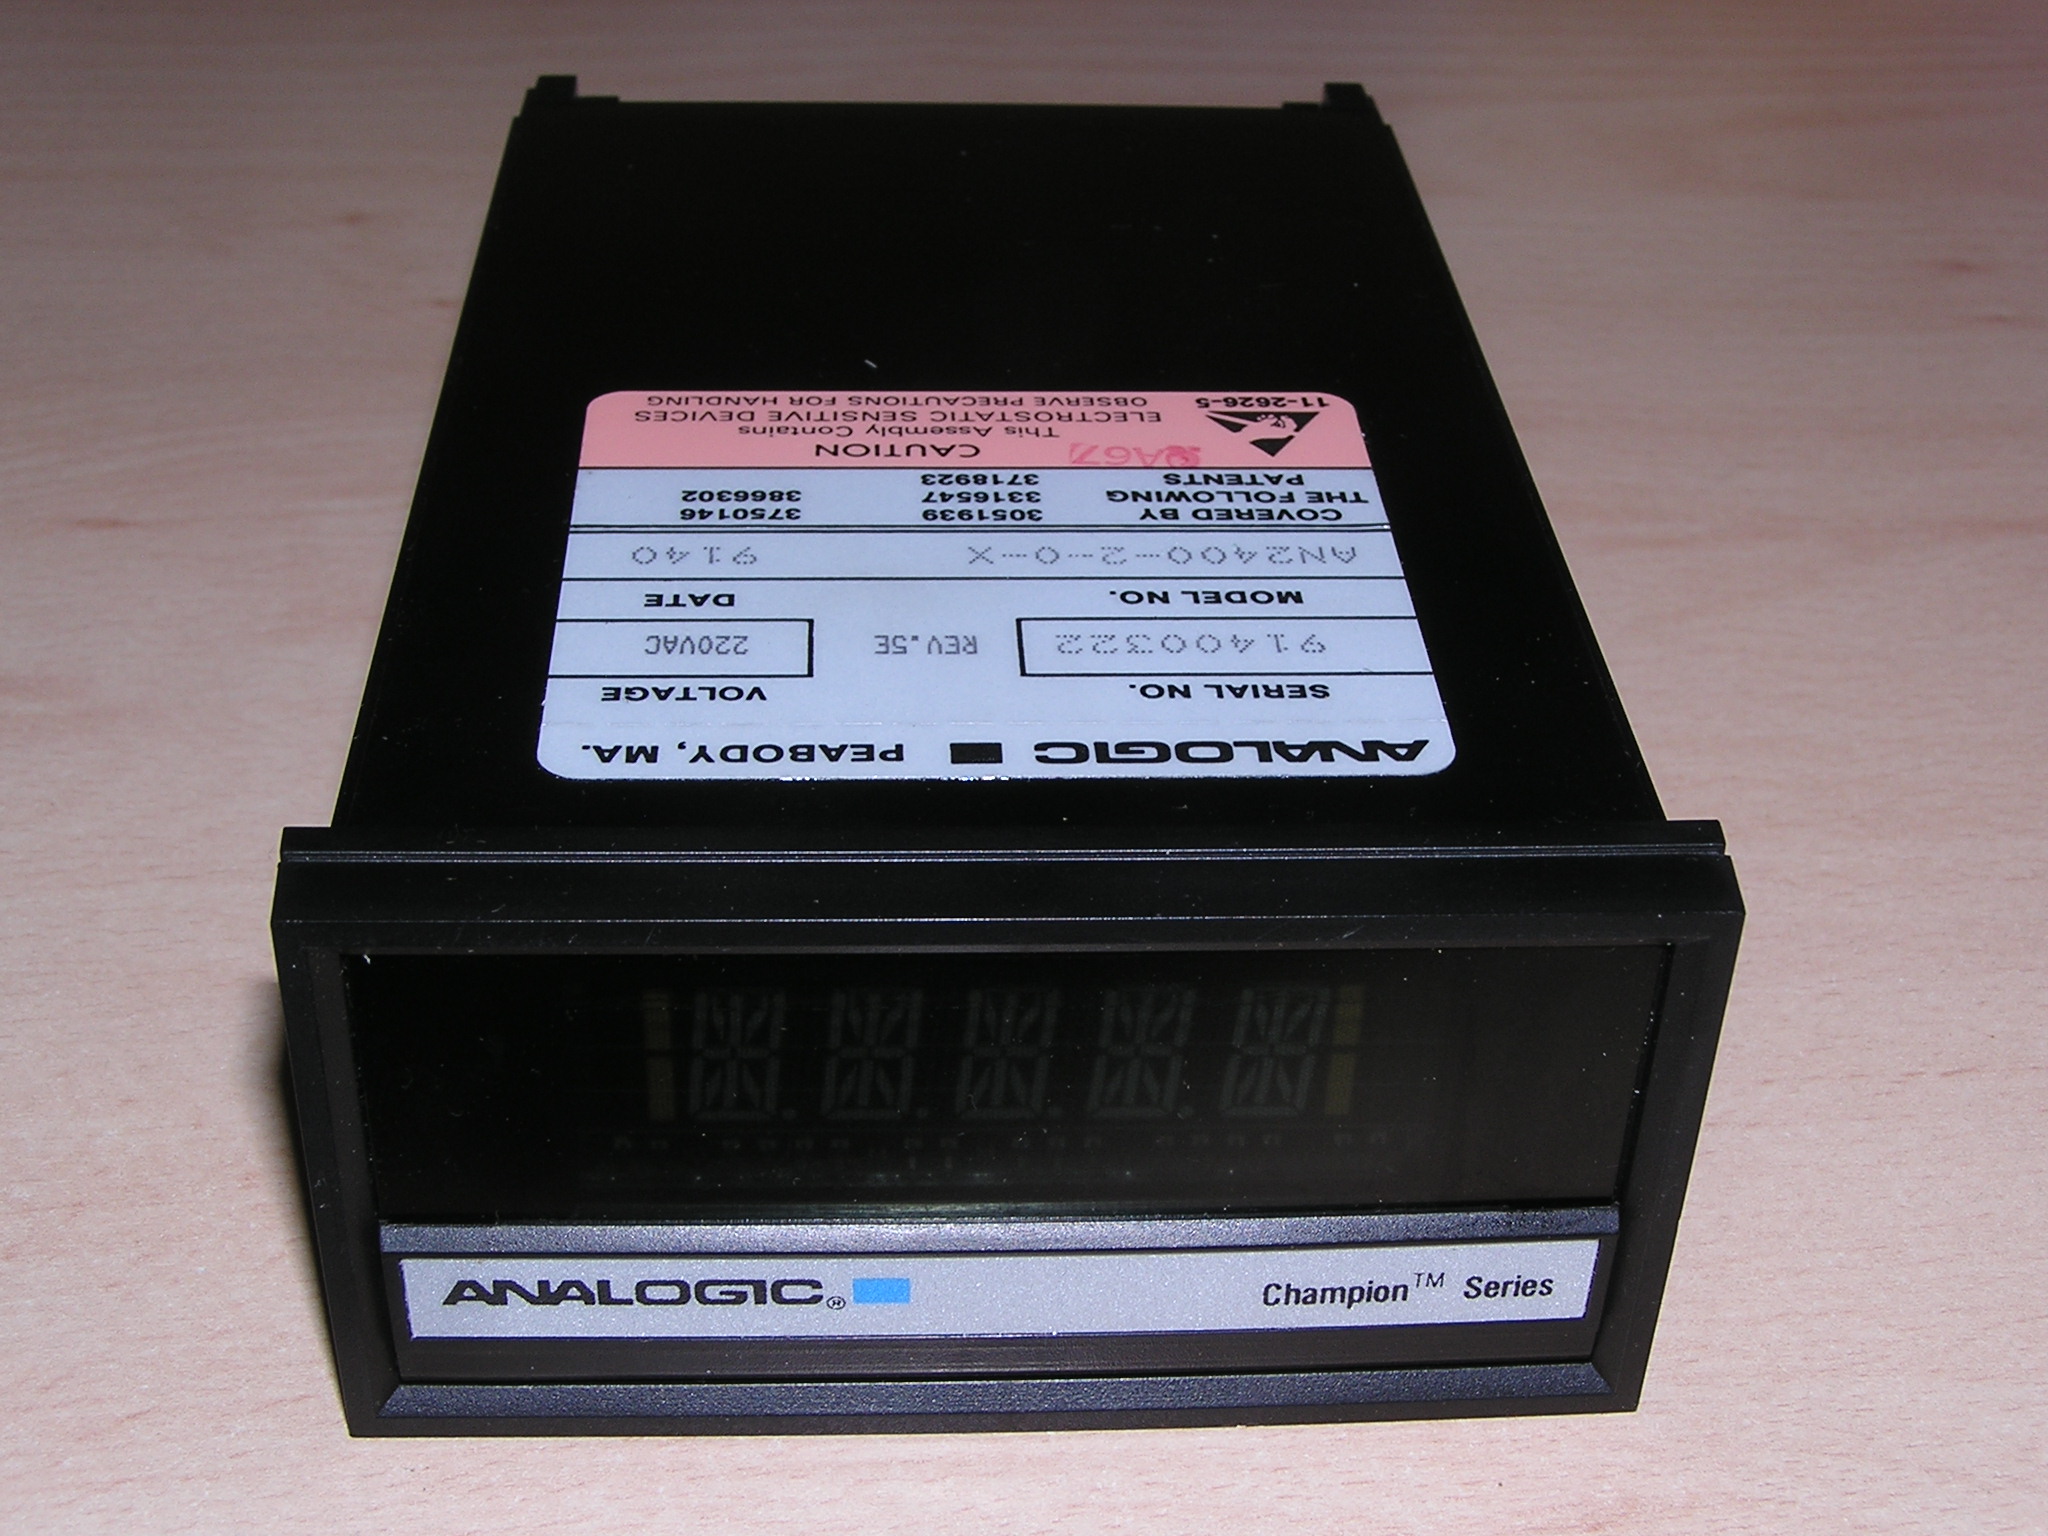 ANALOGIC PEABODY, MA.
SERIAL NO. VOLTAGE
91400322 REV.5E 220VAC
MODEL NO. DATE
AN2400-2-0-X 9140
COVERED BY 3051939 3750146
THE FOLLOWING 3316547 3866302
PATENTS 3718923
CAUTION
This Assembly Contains
ELECTROSTATIC SENSITIVE DEVICES
11-2626-5 OBSERVE PRECAUTIONS FOR HANDLING
ANALOGIC® Champion™ Series